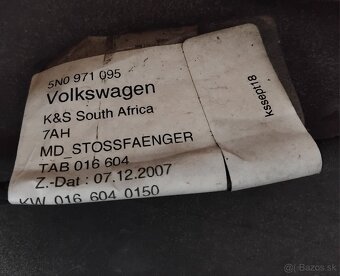 5N0 971 095
Volkswagen
K&S South Africa
7AH
MD_STOSSFAENGER
TAB 016 604
Z.-Dat : 07.12.2007
KW 016 604 0150
kssept18
Bazos.sk